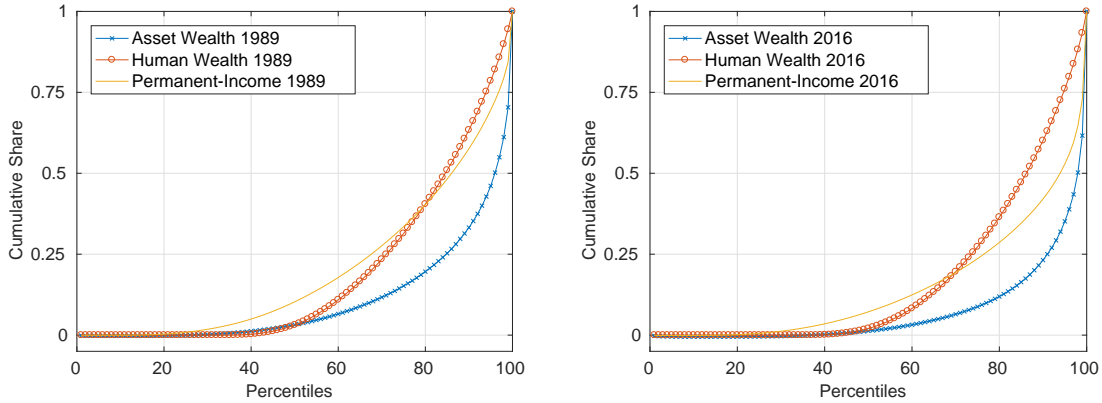 1
0.75
0.5
0.25
0
Cumulative Share
Asset Wealth 1989
Human Wealth 1989
Permanent-Income 1989
0 20 40 60 80 100
Percentiles
1
0.75
0.5
0.25
0
Cumulative Share
Asset Wealth 2016
Human Wealth 2016
Permanent-Income 2016
0 20 40 60 80 100
Percentiles